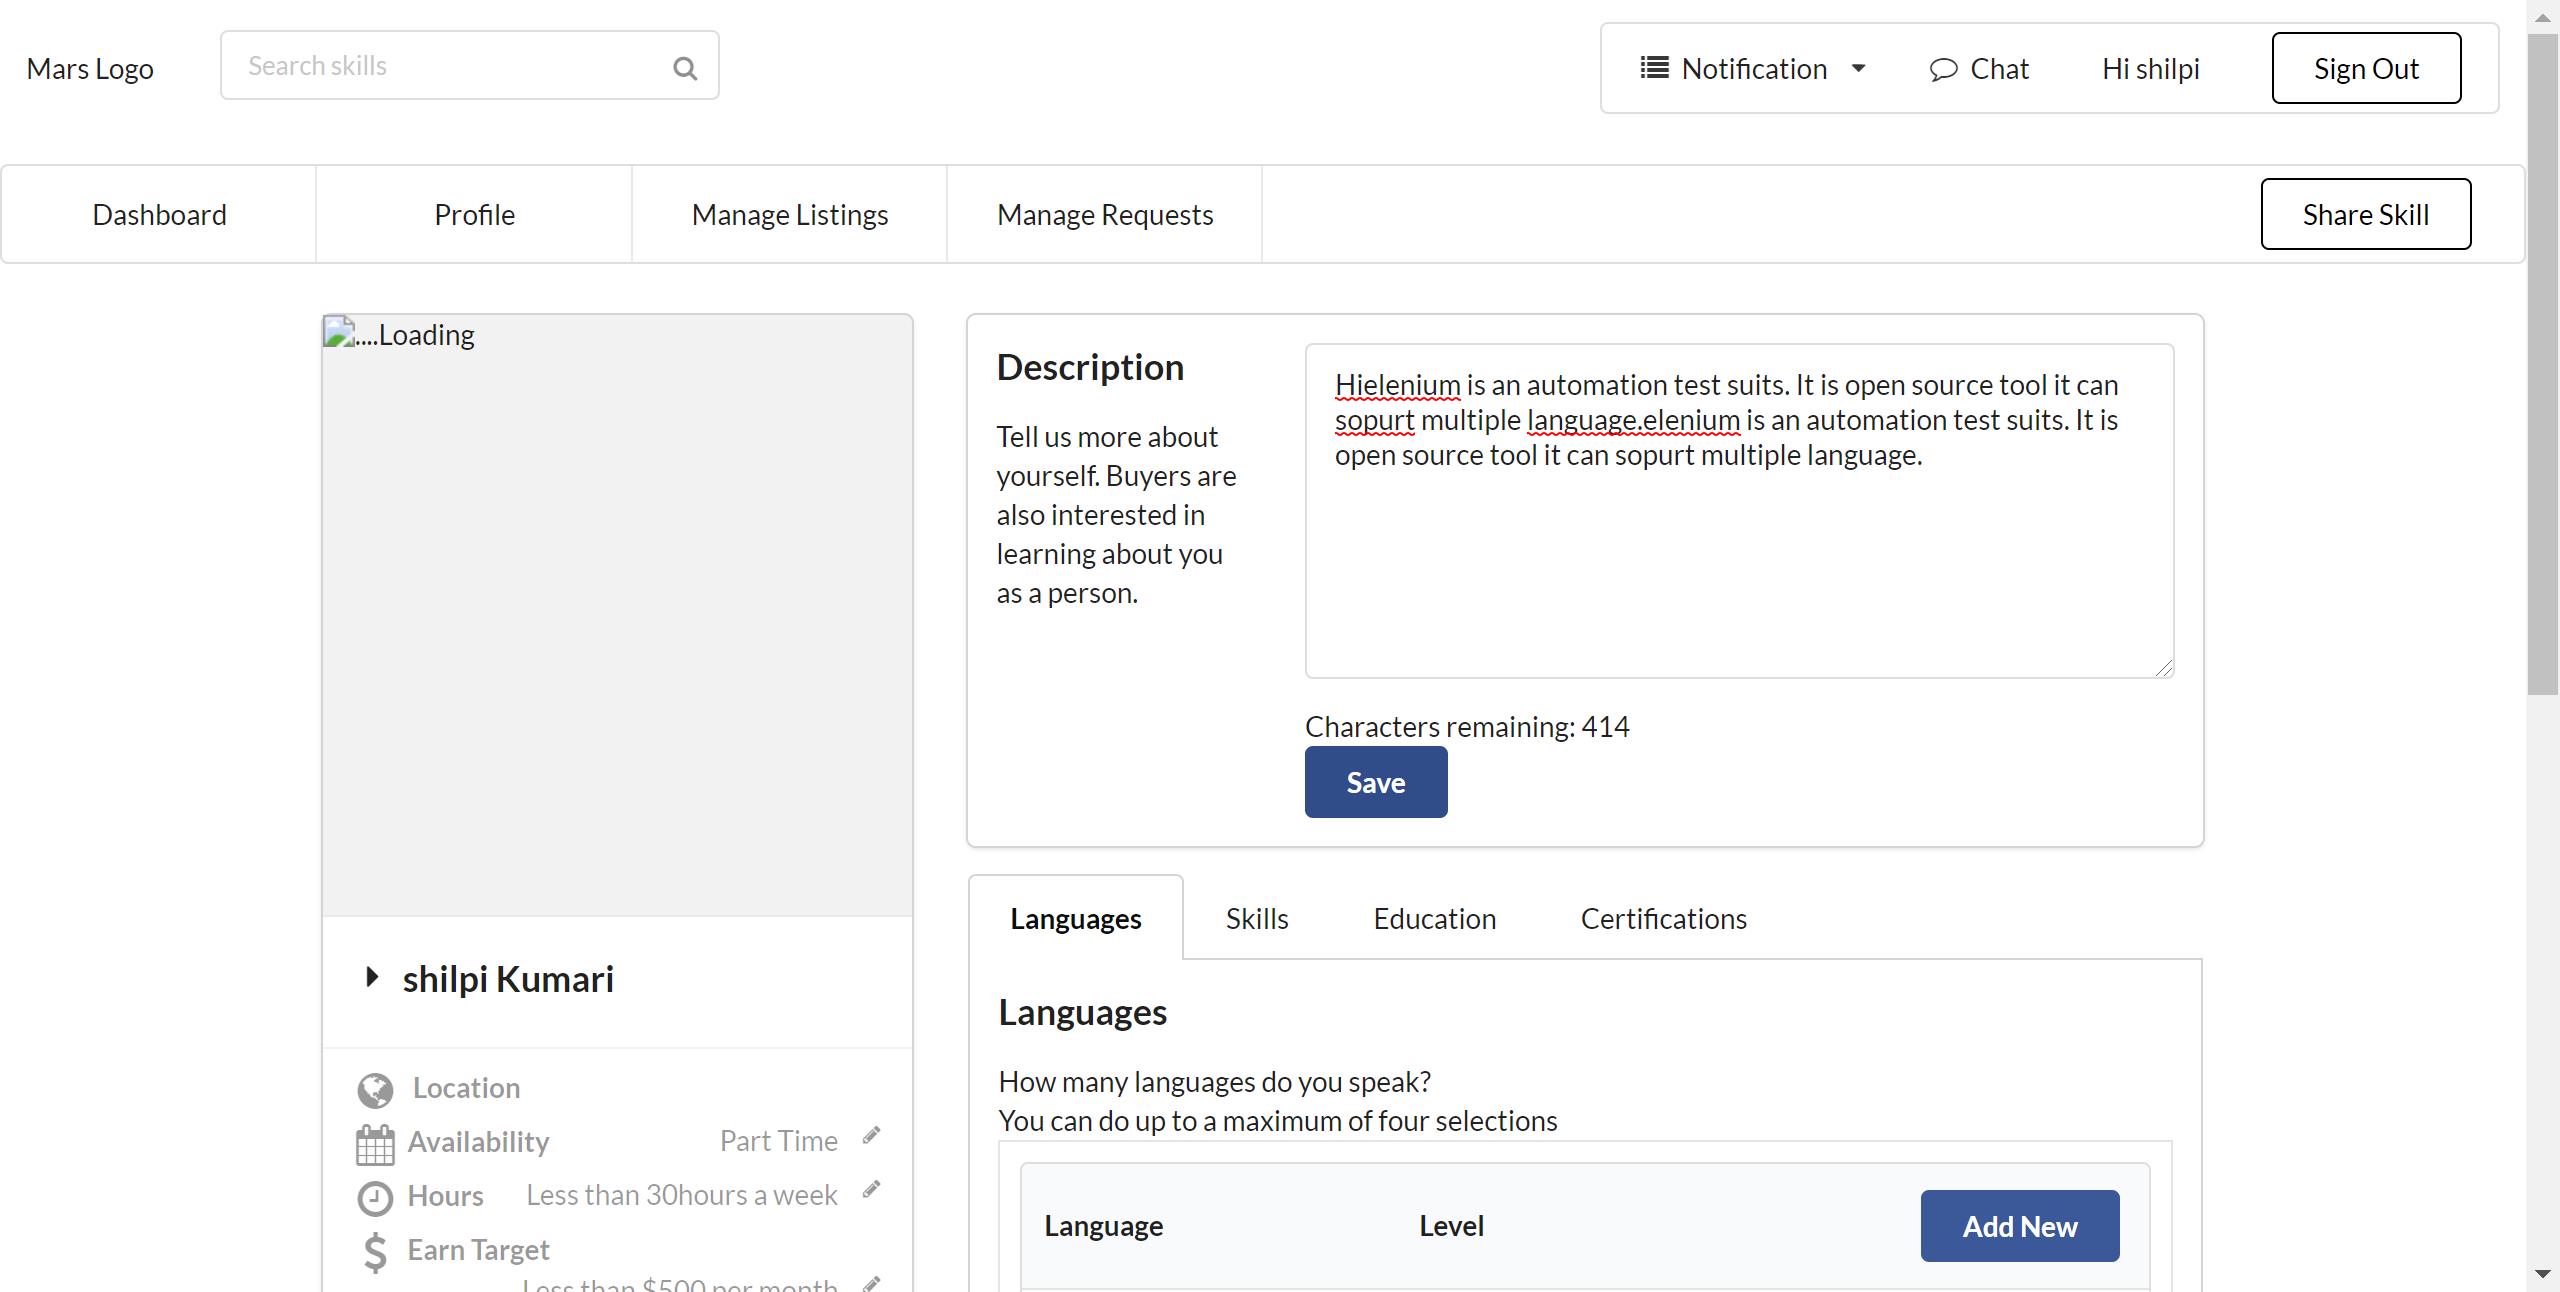 Mars Logo
Search skills
Notification
Chat
Hi shilpi
Sign Out
Dashboard
Profile
Manage Listings
Manage Requests
Share Skill
....Loading
shilpi Kumari
Location
Availability
Part Time
Hours
Less than 30hours a week
Earn Target
Less than $500 per month
Description
Tell us more about
yourself. Buyers are
also interested in
learning about you
as a person.
Hielenium is an automation test suits. It is open source tool it can
sopurt multiple language.elenium is an automation test suits. It is
open source tool it can sopurt multiple language.
Characters remaining: 414
Save
Languages
Skills
Education
Certifications
Languages
How many languages do you speak?
You can do up to a maximum of four selections
Language
Level
Add New